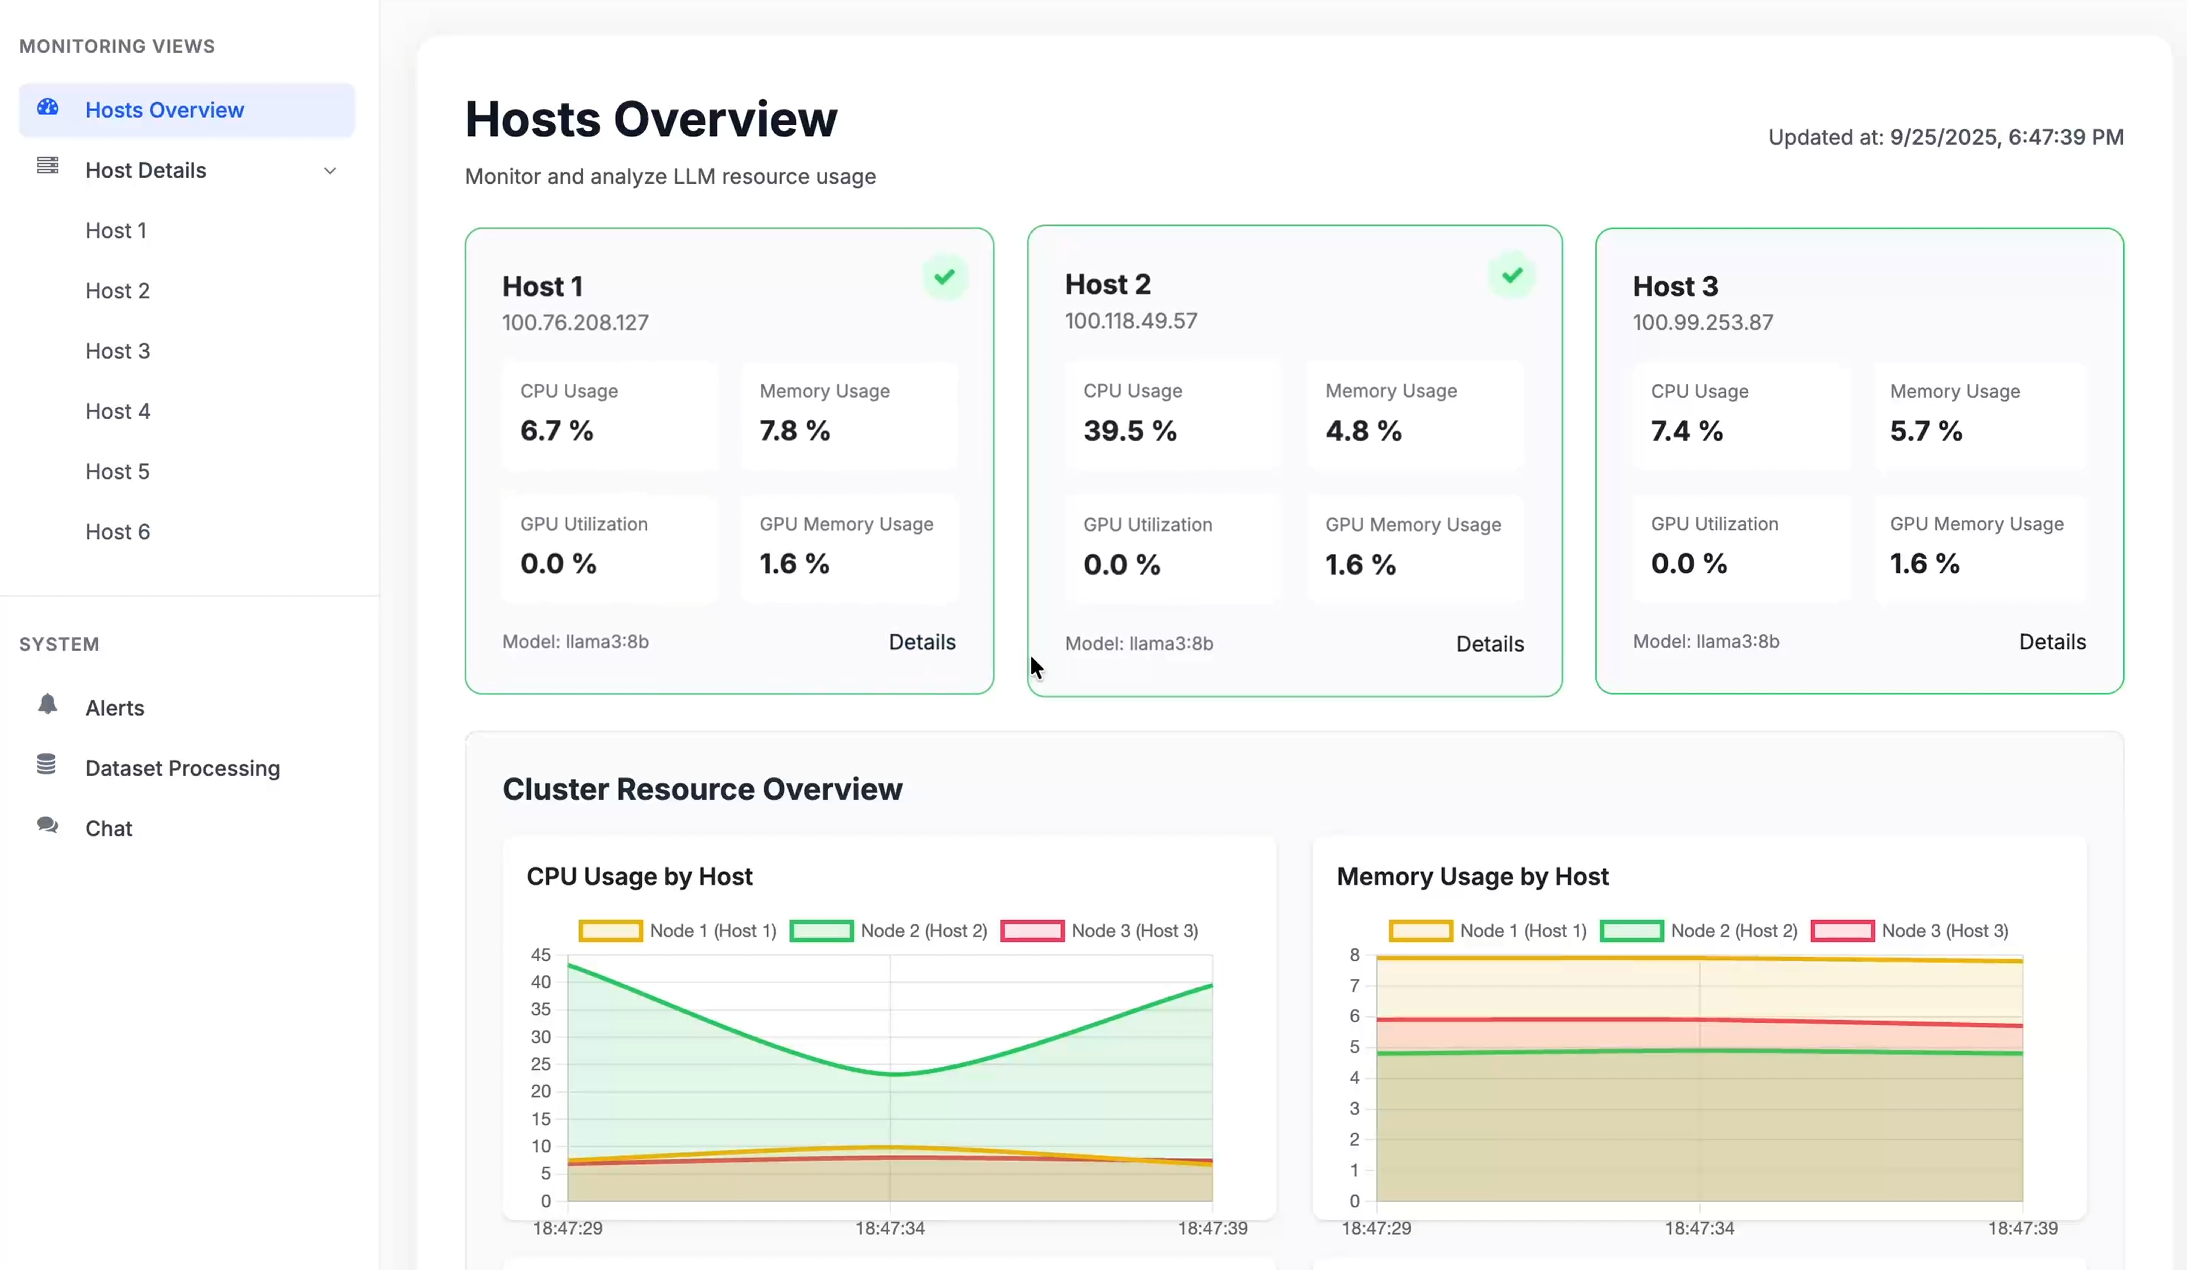 MONITORING VIEWS
Hosts Overview
Host Details
Host 1
Host 2
Host 3
Host 4
Host 5
Host 6
SYSTEM
Alerts
Dataset Processing
Chat
Hosts Overview
Updated at: 9/25/2025, 6:47:39 PM
Monitor and analyze LLM resource usage
Host 1
100.76.208.127
CPU Usage
6.7 %
Memory Usage
7.8 %
GPU Utilization
0.0 %
GPU Memory Usage
1.6 %
Model: llama3:8b
Details
Host 2
100.118.49.57
CPU Usage
39.5 %
Memory Usage
4.8 %
GPU Utilization
0.0 %
GPU Memory Usage
1.6 %
Model: llama3:8b
Details
Host 3
100.99.253.87
CPU Usage
7.4 %
Memory Usage
5.7 %
GPU Utilization
0.0 %
GPU Memory Usage
1.6 %
Model: llama3:8b
Details
Cluster Resource Overview
CPU Usage by Host
Node 1 (Host 1) Node 2 (Host 2) Node 3 (Host 3)
45
40
35
30
25
20
15
10
5
0
18:47:29 18:47:34 18:47:39
Memory Usage by Host
Node 1 (Host 1) Node 2 (Host 2) Node 3 (Host 3)
8
7
6
5
4
3
2
1
0
18:47:29 18:47:34 18:47:39